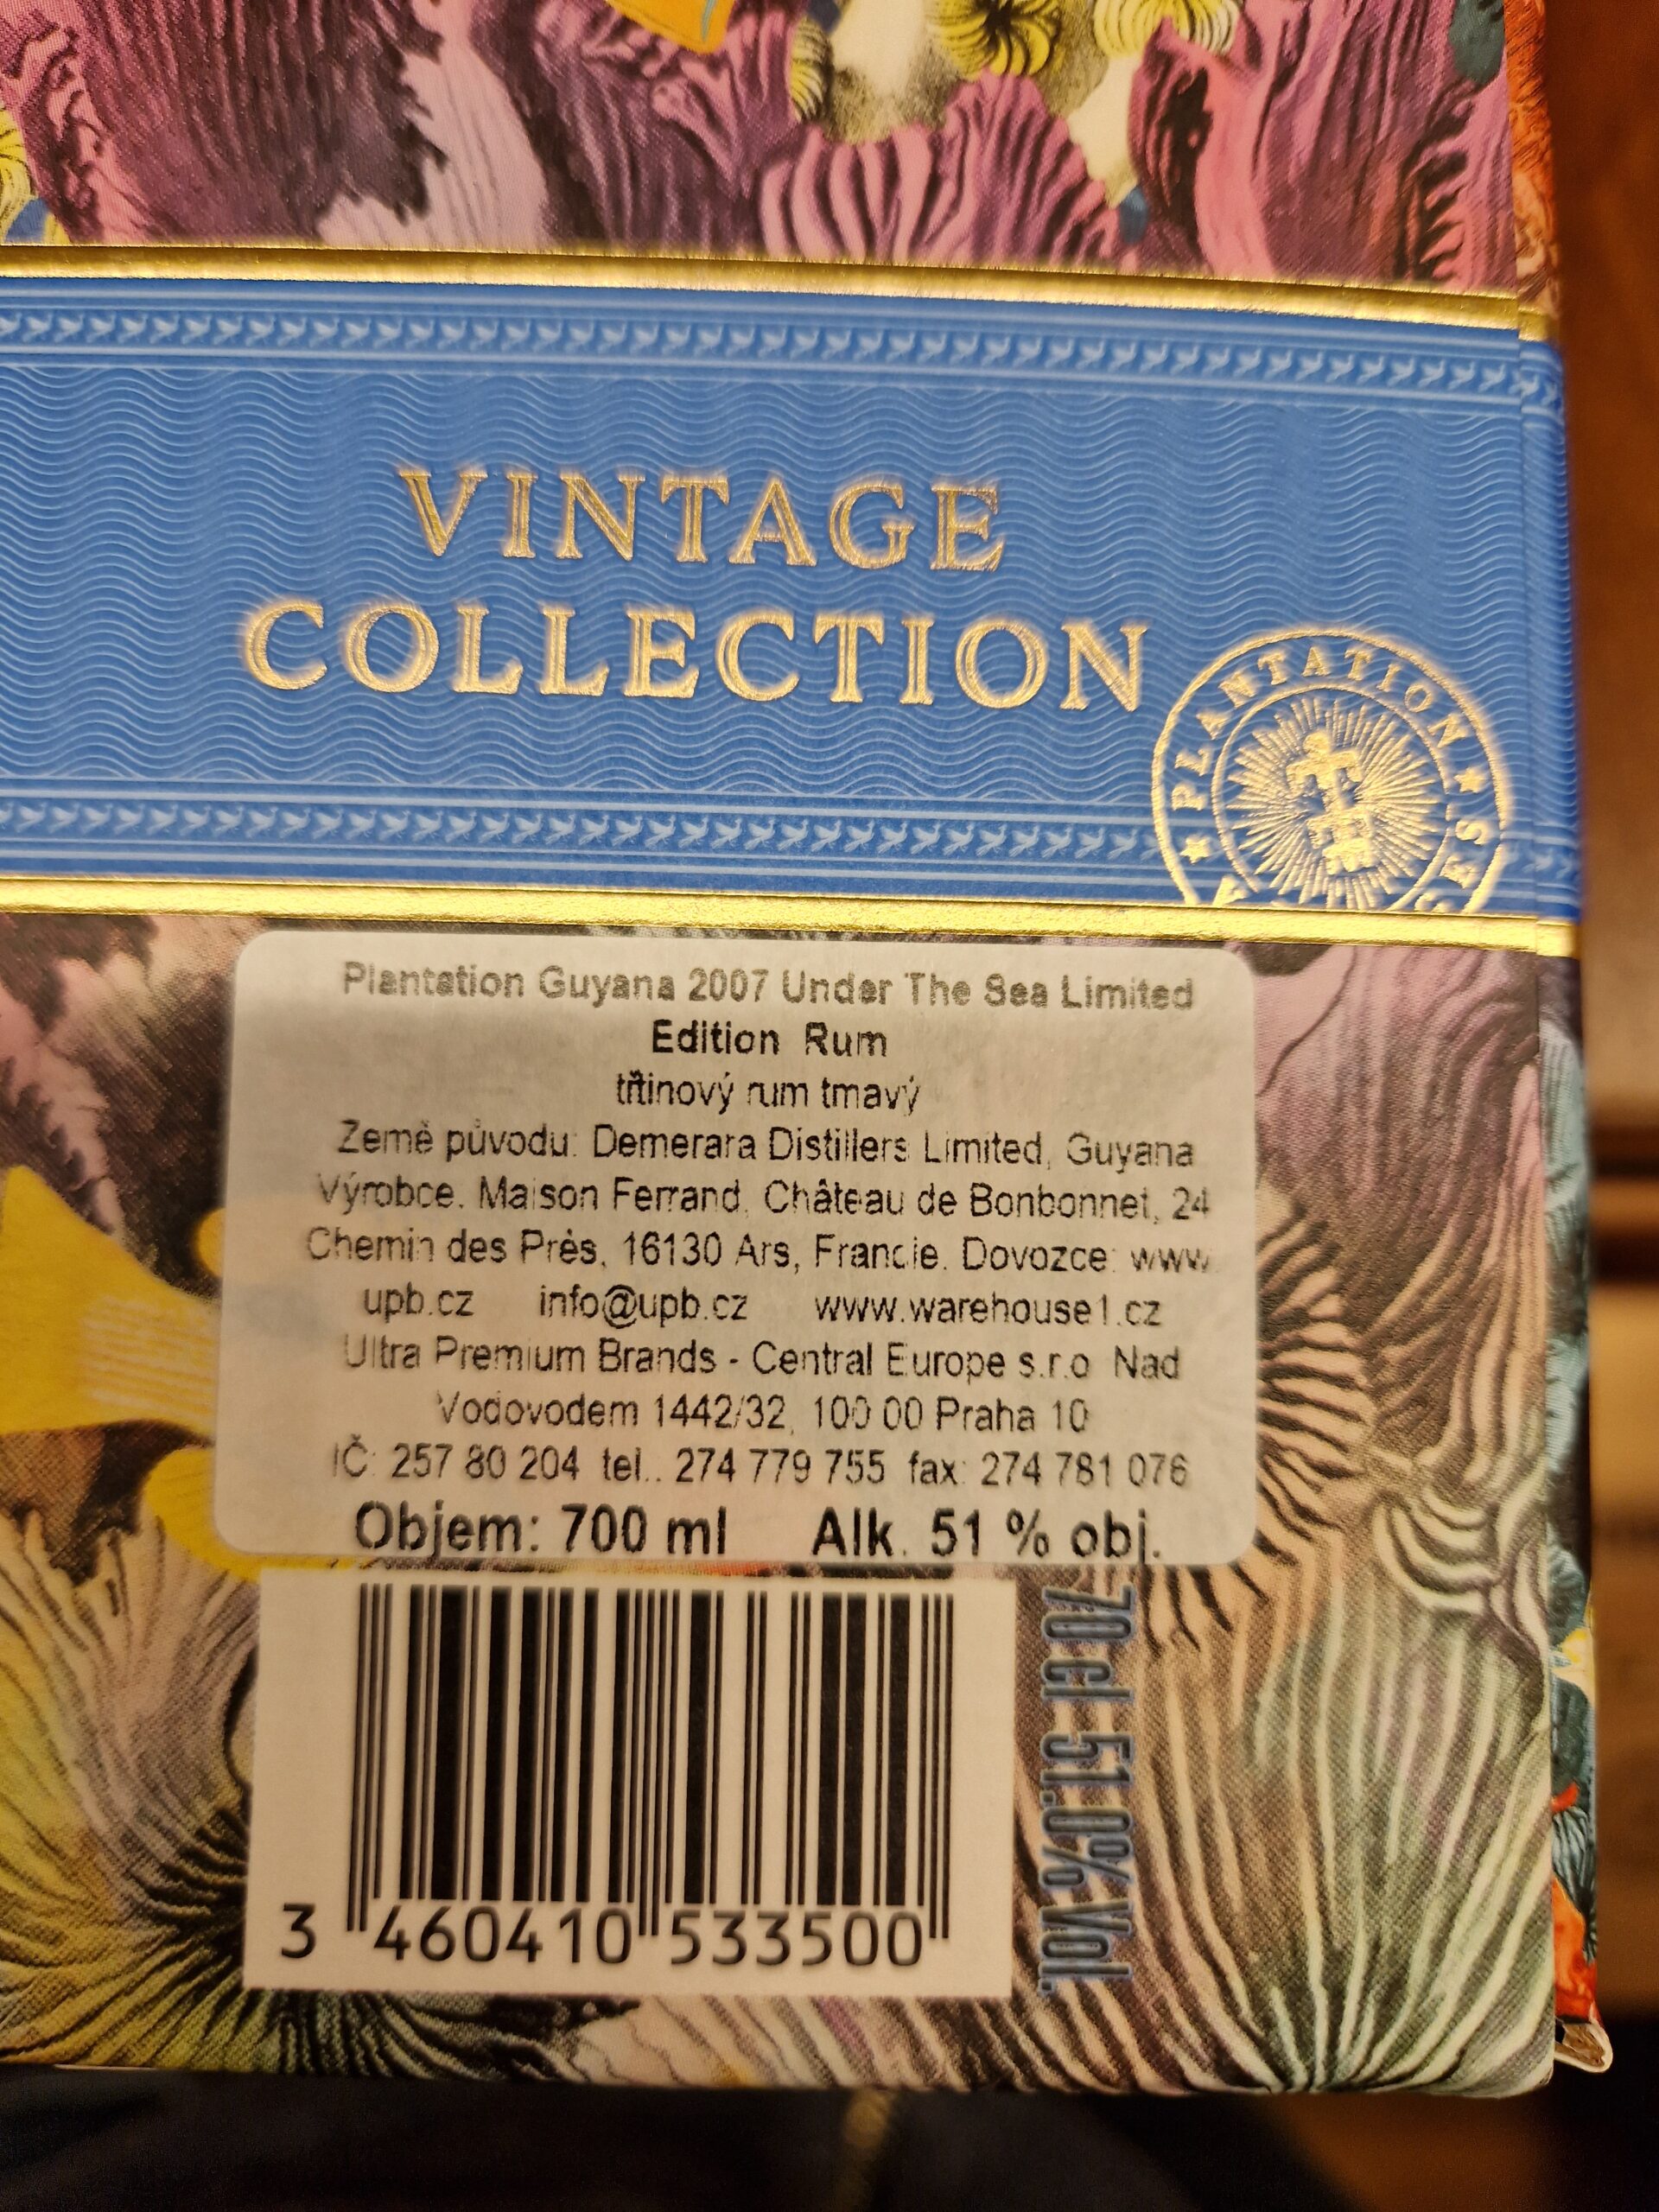 VINTAGE
COLLECTION
PLANTATION
Plantation Guyana 2007 Under The Sea Limited
Edition Rum
třtinový rum tmavý
Země původu: Demerara Distillers Limited, Guyana
Výrobce: Maison Ferrand, Château de Bonbonnet, 24
Chemin des Près, 16130 Ars, Francie. Dovozce: www.
upb.cz info@upb.cz www.warehouse1.cz
Ultra Premium Brands - Central Europe s.r.o Nad
Vodovodem 1442/32, 100 00 Praha 10
IČ: 257 80 204 tel.: 274 779 755 fax: 274 781 076
Objem: 700 ml Alk. 51 % obj.
70 cl 51.0% Vol.
3 460410 533500